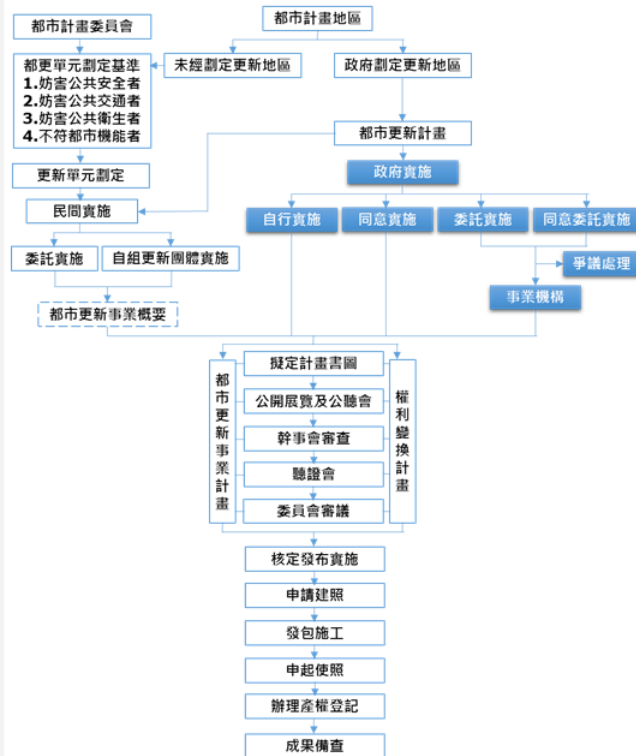 都市計畫委員會
都市計畫地區
都更單元劃定基準
1.妨害公共安全者
2.妨害公共交通者
3.妨害公共衛生者
4.不符都市機能者
未經劃定更新地區
政府劃定更新地區
都市更新計畫
更新單元劃定
政府實施
民間實施
自行實施
同意實施
委託實施
同意委託實施
委託實施
自組更新團體實施
爭議處理
事業機構
都市更新事業概要
都市更新事業計畫
擬定計畫書圖
公開展覽及公聽會
幹事會審查
聽證會
委員會審議
權利變換計畫
核定發布實施
申請建照
發包施工
申起使照
辦理產權登記
成果備查